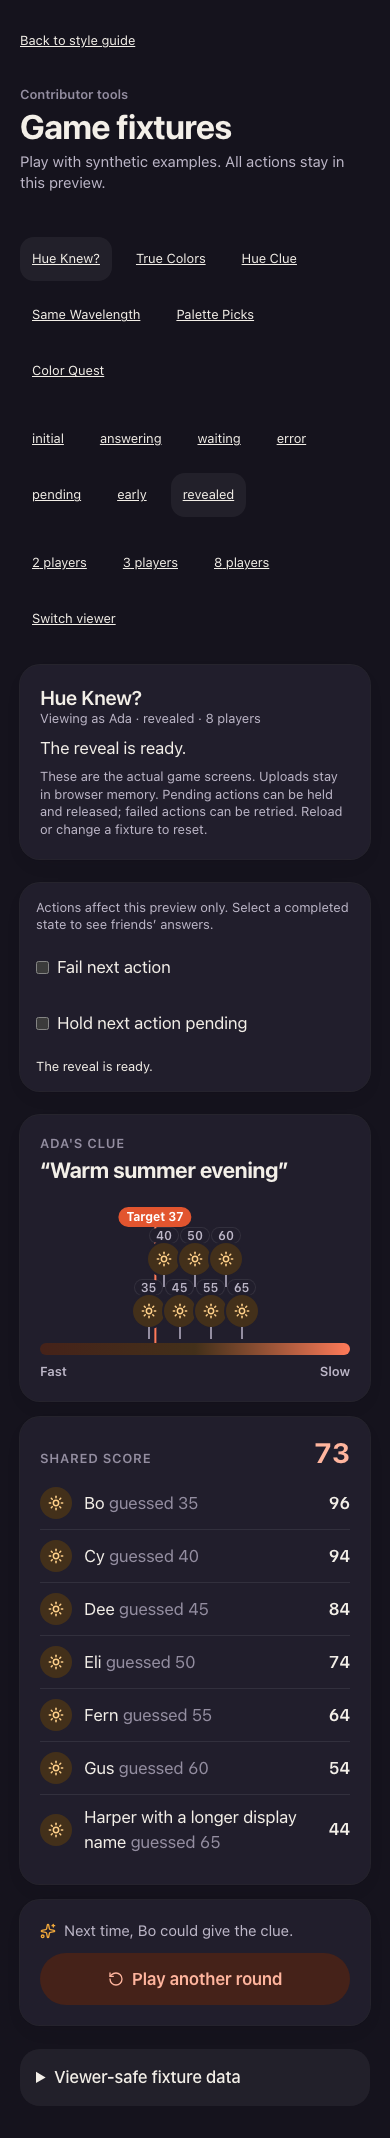 Back to style guide
Contributor tools
Game fixtures
Play with synthetic examples. All actions stay in
this preview.
Hue Knew? True Colors Hue Clue
Same Wavelength Palette Picks
Color Quest
initial answering waiting error
pending early revealed
2 players 3 players 8 players
Switch viewer
Hue Knew?
Viewing as Ada · revealed · 8 players
The reveal is ready.
These are the actual game screens. Uploads stay
in browser memory. Pending actions can be held
and released; failed actions can be retried. Reload
or change a fixture to reset.
Actions affect this preview only. Select a completed
state to see friends’ answers.
Fail next action
Hold next action pending
The reveal is ready.
ADA'S CLUE
“Warm summer evening”
Target 37
40 50 60
35 45 55 65
Fast Slow
SHARED SCORE 73
Bo guessed 35 96
Cy guessed 40 94
Dee guessed 45 84
Eli guessed 50 74
Fern guessed 55 64
Gus guessed 60 54
Harper with a longer display
name guessed 65 44
Next time, Bo could give the clue.
Play another round
Viewer-safe fixture data